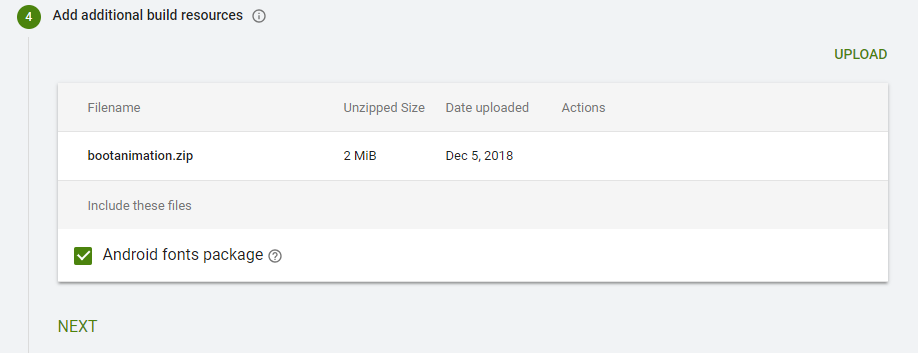 4 Add additional build resources
UPLOAD
Filename Unzipped Size Date uploaded Actions
bootanimation.zip 2 MiB Dec 5, 2018
Include these files
Android fonts package
NEXT